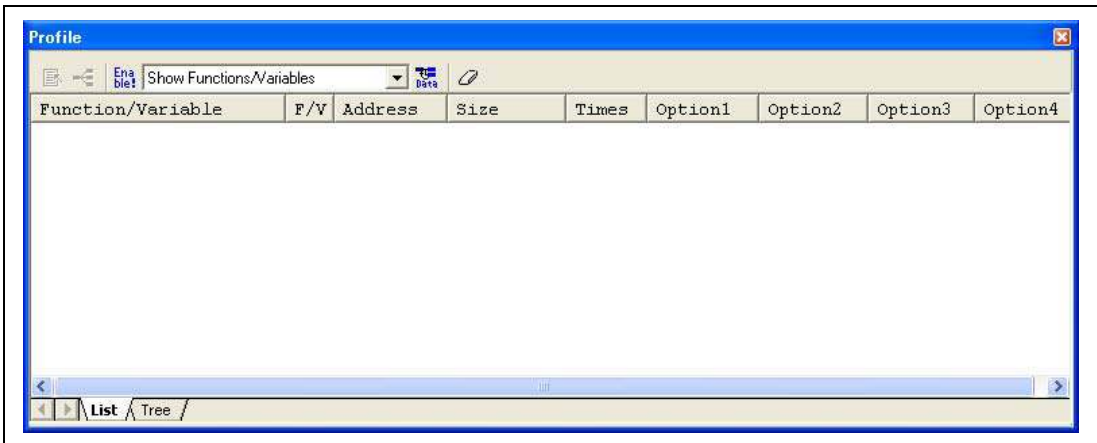 Profile
Ena
ble! Show Functions/Variables Data
Function/Variable F/V Address Size Times Option1 Option2 Option3 Option4
List Tree